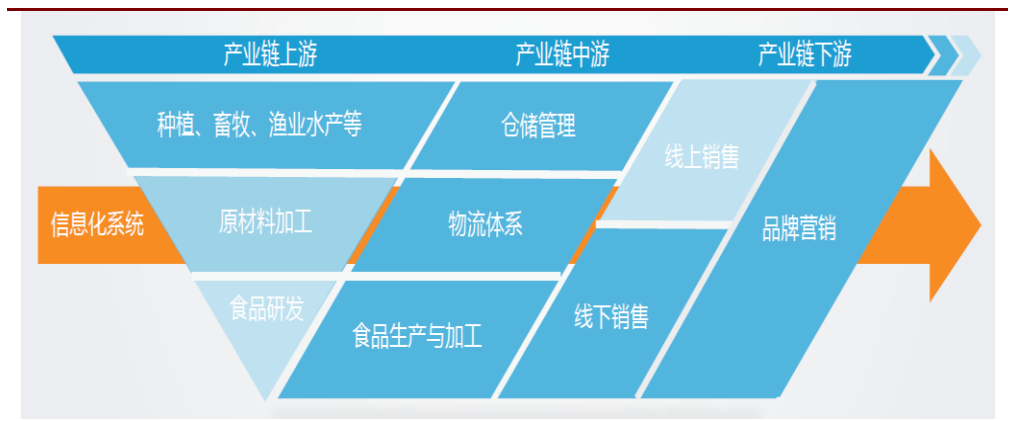 产业链上游
产业链中游
产业链下游
种植、畜牧、渔业水产等
仓储管理
线上销售
信息化系统
原材料加工
物流体系
品牌营销
食品研发
食品生产与加工
线下销售